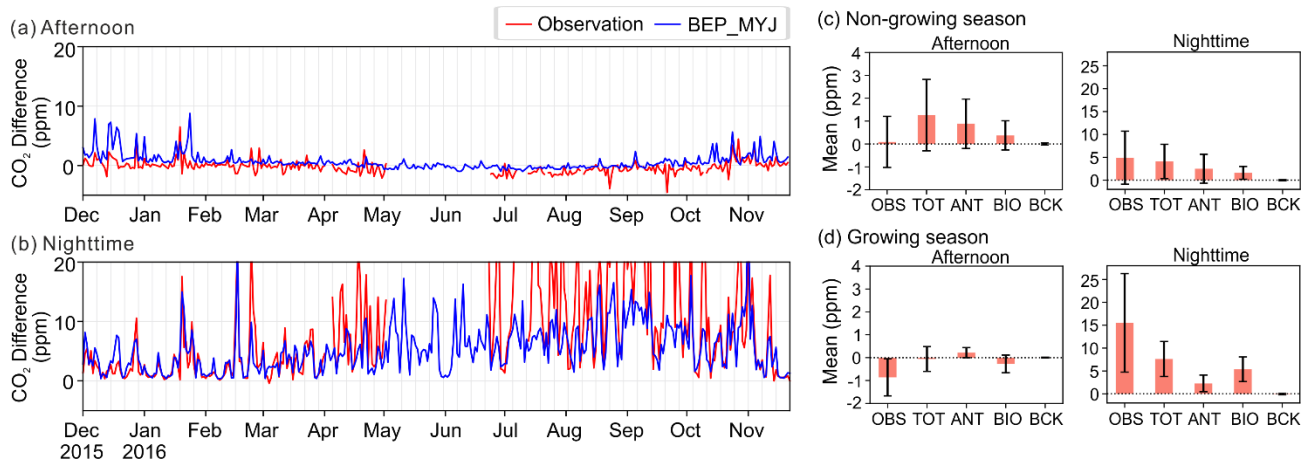 (a) Afternoon
Observation
BEP_MYJ
CO₂ Difference
(ppm)
20
10
0
Dec Jan Feb Mar Apr May Jun Jul Aug Sep Oct Nov
(b) Nighttime
CO₂ Difference
(ppm)
20
10
0
Dec Jan Feb Mar Apr May Jun Jul Aug Sep Oct Nov
2015 2016
(c) Non-growing season
Afternoon
Mean (ppm)
4
3
2
1
0
-1
-2
OBS TOT ANT BIO BCK
Nighttime
25
20
15
10
5
0
OBS TOT ANT BIO BCK
(d) Growing season
Afternoon
Mean (ppm)
4
3
2
1
0
-1
-2
OBS TOT ANT BIO BCK
Nighttime
25
20
15
10
5
0
OBS TOT ANT BIO BCK